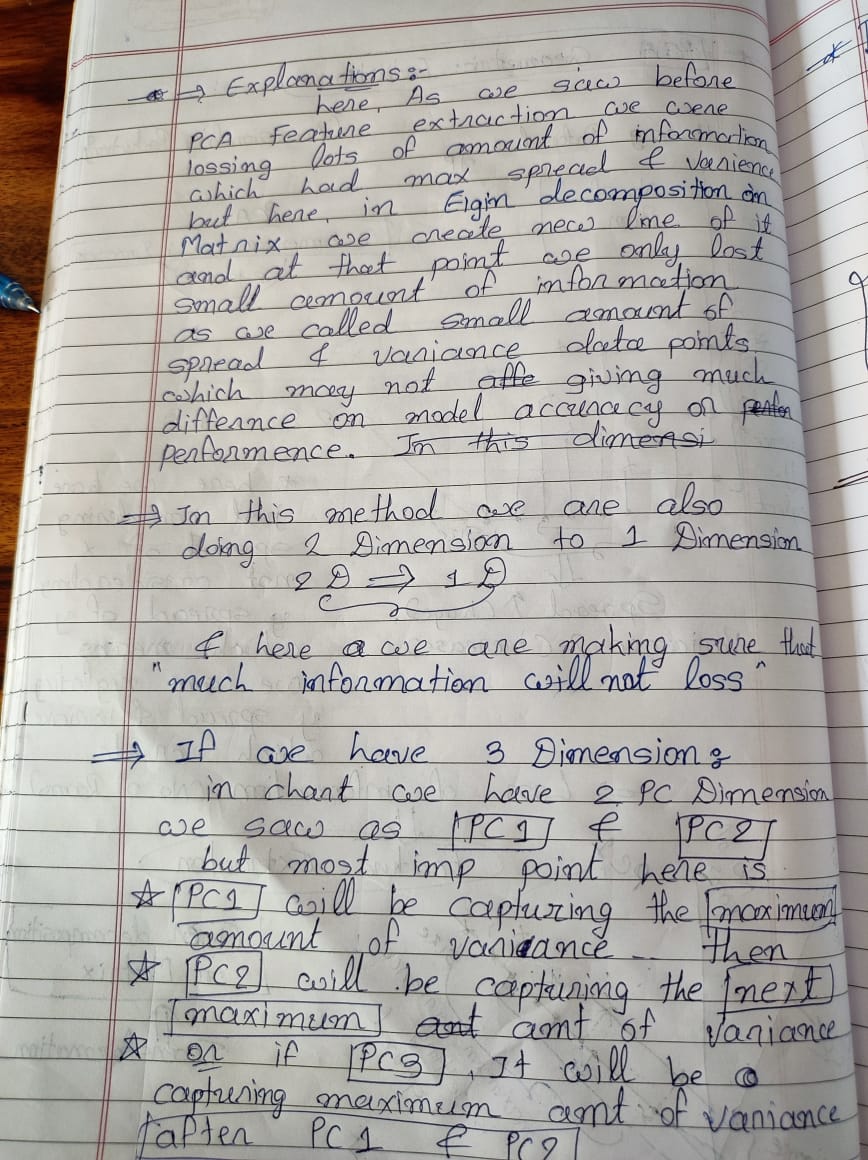 ⇒ Explanations :-
here, As we saw before
PCA Feature extraction we were
lossing lots of amount of information
which had max spread & varience
but here, in Eigin decomposition on
Matrix we create new line of it
and at that point we only lost
small amount of information
as we called small amount of
spread & variance data points,
which may not affe giving much
differnce on model accuracy or perfor
performence. In this dimensi
⇒ In this method we are also
doing 2 Dimension to 1 Dimension
2 D ⇒ 1 D
& here a we are making sure that
"much information will not loss"
⇒ If we have 3 Dimension :
in chart we have 2 PC Dimension
we saw as PC1 & PC2
but most imp point here is
☆ PC1 will be capturing the maximum
amount of variance then
☆ PC2 will be capturing the next
maximum amt of variance
☆ or if PC3, It will be
capturing maximum amt of variance
after PC1 & PC2